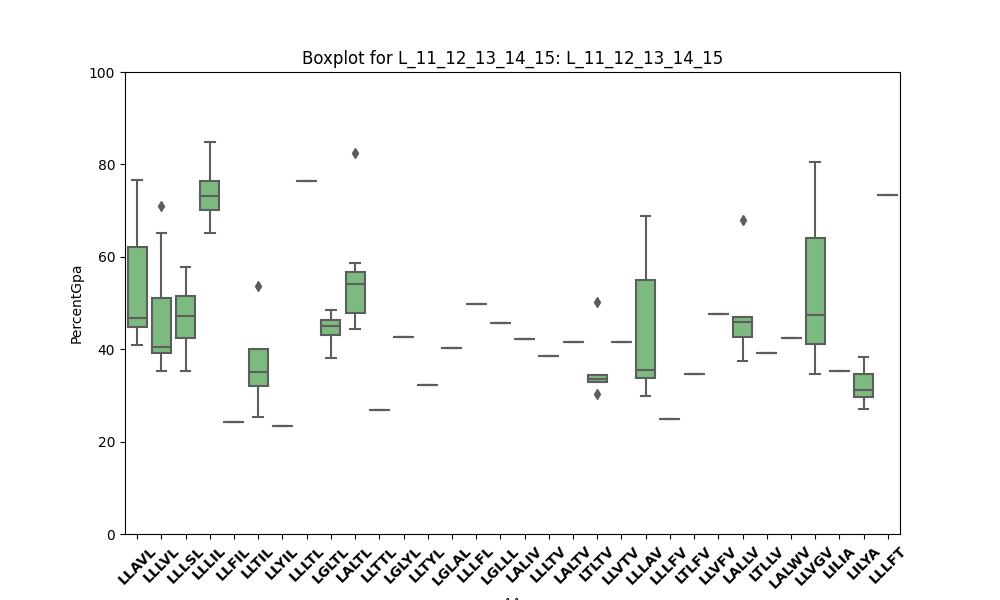 Boxplot for L_11_12_13_14_15: L_11_12_13_14_15
PercentGpa
100
80
60
40
20
0
LLAVL
LLLVL
LLLSL
LLLIL
LLFIL
LLTIL
LLYIL
LLLTL
LGLTL
LALTL
LLTTL
LGLYL
LLTYL
LGLAL
LLLFL
LGLLL
LALIV
LLLTV
LALTV
LTLTV
LLVTV
LLLAV
LLLFV
LTLFV
LLVFV
LALLV
LTLLV
LALWV
LLVGV
LILIA
LILYA
LLLFT